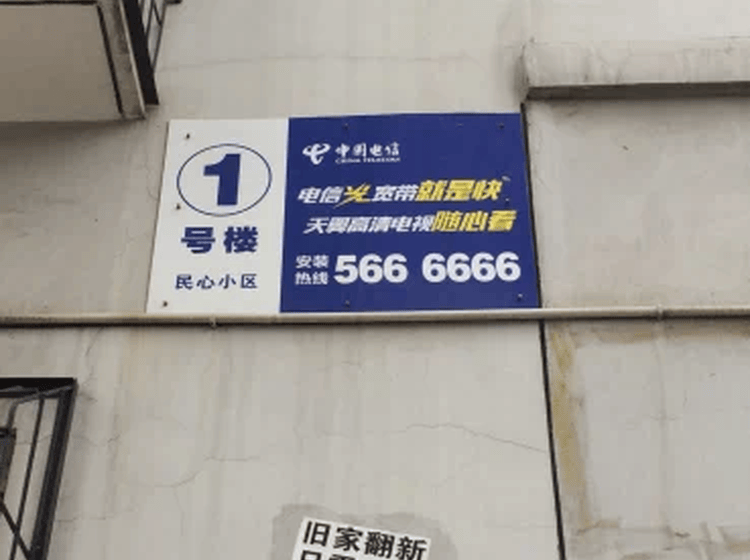 1
号楼
民心小区
中国电信
CHINA TELECOM
电信光宽带就是快
天翼高清电视随心看
安装
热线 566 6666
旧家翻新